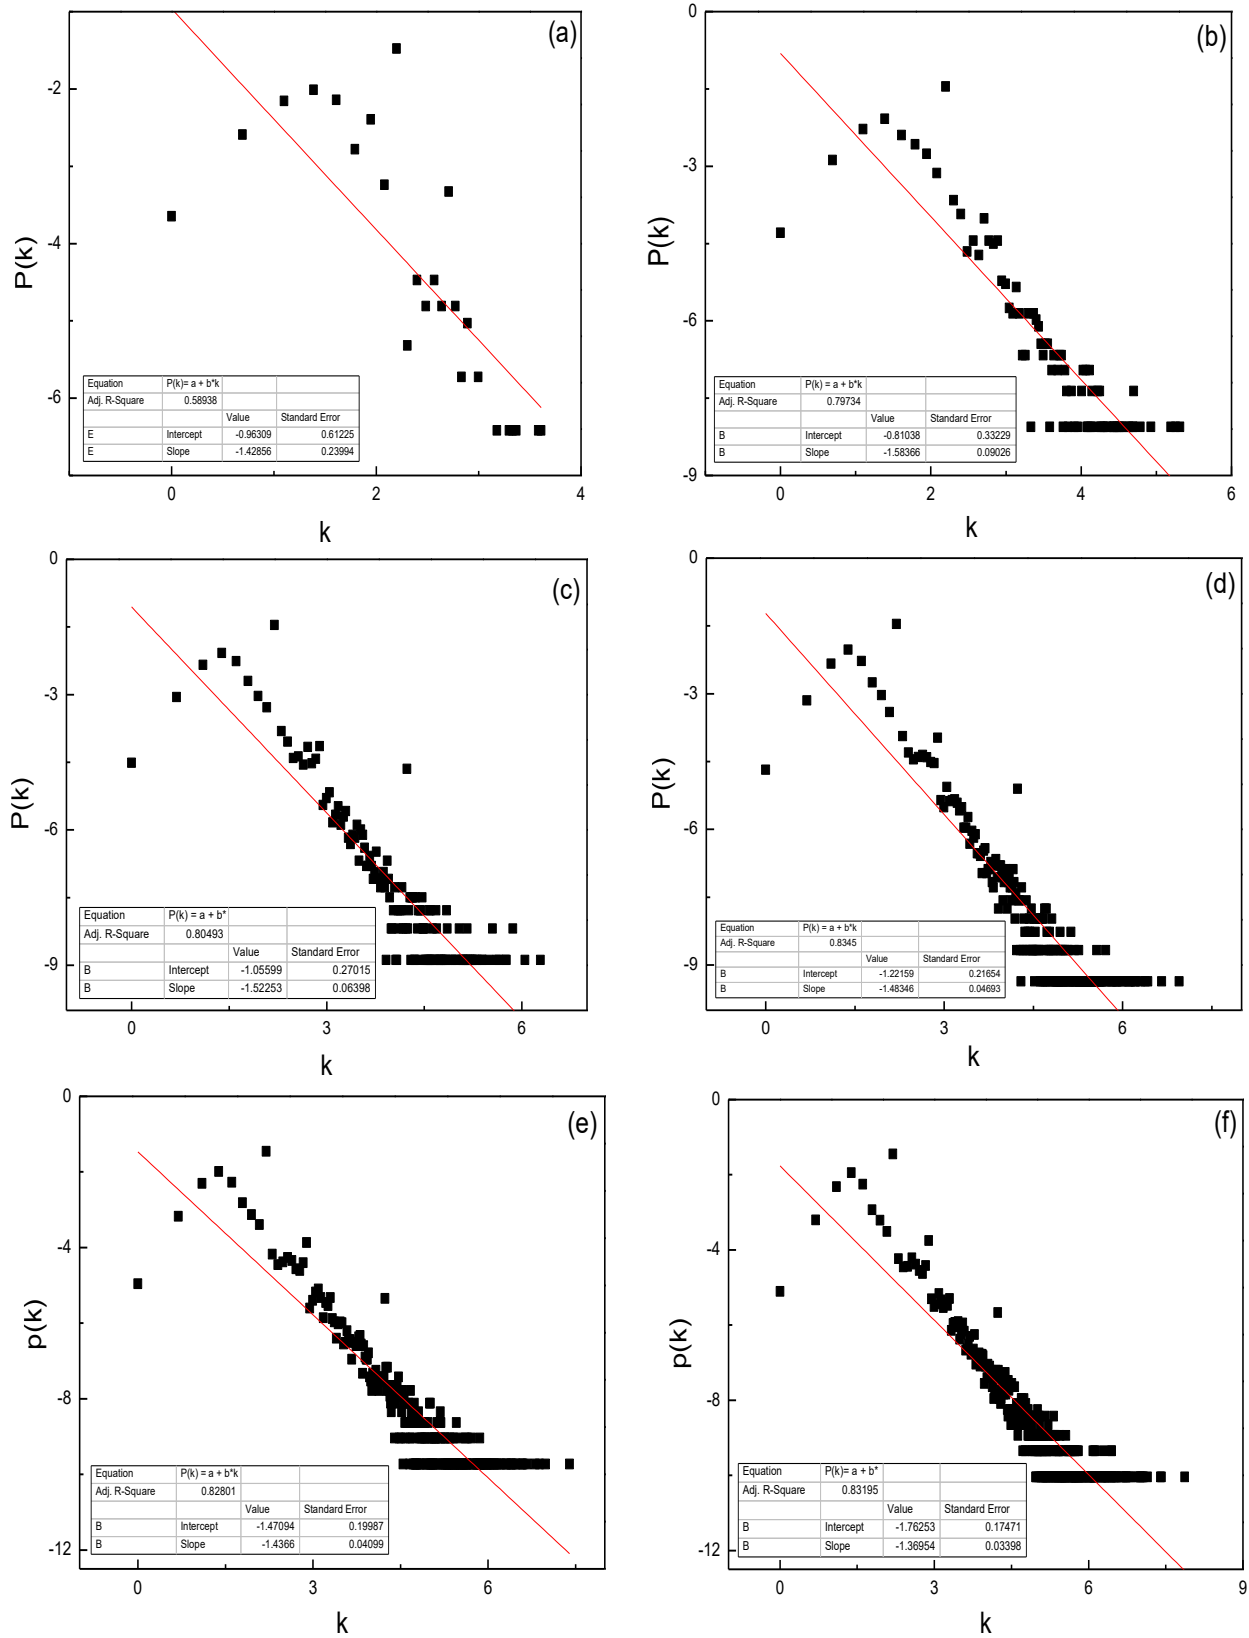 (a)
-2
-4
-6
0
2
4
P(k)
k
Equation P(k)= a + b*k
Adj. R-Square 0.58938
Value Standard Error
E Intercept -0.96309 0.61225
E Slope -1.42856 0.23994
(b)
0
-3
-6
-9
0
2
4
6
P(k)
k
Equation P(k) = a + b*k
Adj. R-Square 0.79734
Value Standard Error
B Intercept -0.81038 0.33229
B Slope -1.58366 0.09026
(c)
0
-3
-6
-9
0
3
6
P(k)
k
Equation P(k) = a + b*
Adj. R-Square 0.80493
Value Standard Error
B Intercept -1.05599 0.27015
B Slope -1.52253 0.06398
(d)
0
-3
-6
-9
0
3
6
P(k)
k
Equation P(k) = a + b*k
Adj. R-Square 0.8345
Value Standard Error
B Intercept -1.22159 0.21654
B Slope -1.48346 0.04693
(e)
0
-4
-8
-12
0
3
6
p(k)
k
Equation P(k)= a + b*k
Adj. R-Square 0.82801
Value Standard Error
B Intercept -1.47094 0.19987
B Slope -1.4366 0.04099
(f)
0
-4
-8
-12
0
3
6
9
p(k)
k
Equation P(k)= a + b*
Adj. R-Square 0.83195
Value Standard Error
B Intercept -1.76253 0.17471
B Slope -1.36954 0.03398